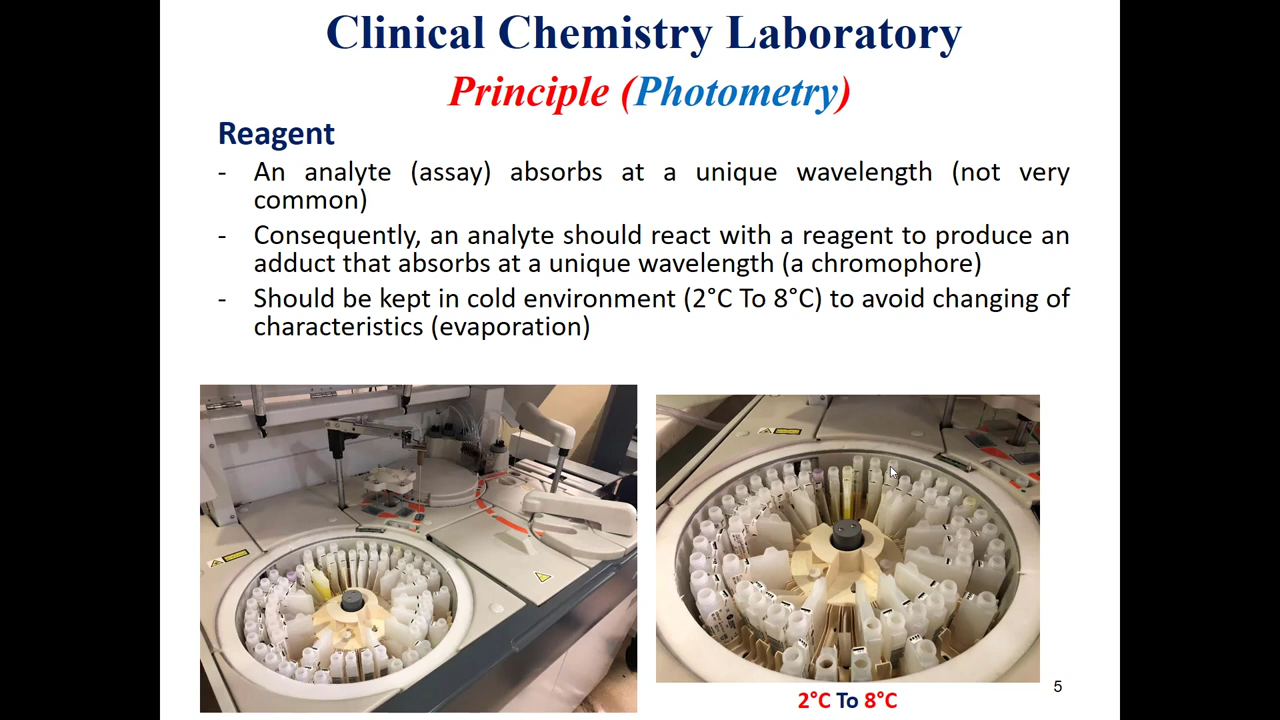 Clinical Chemistry Laboratory
Principle (Photometry)
Reagent
- An analyte (assay) absorbs at a unique wavelength (not very
common)
- Consequently, an analyte should react with a reagent to produce an
adduct that absorbs at a unique wavelength (a chromophore)
- Should be kept in cold environment (2°C To 8°C) to avoid changing of
characteristics (evaporation)
2°C To 8°C
5